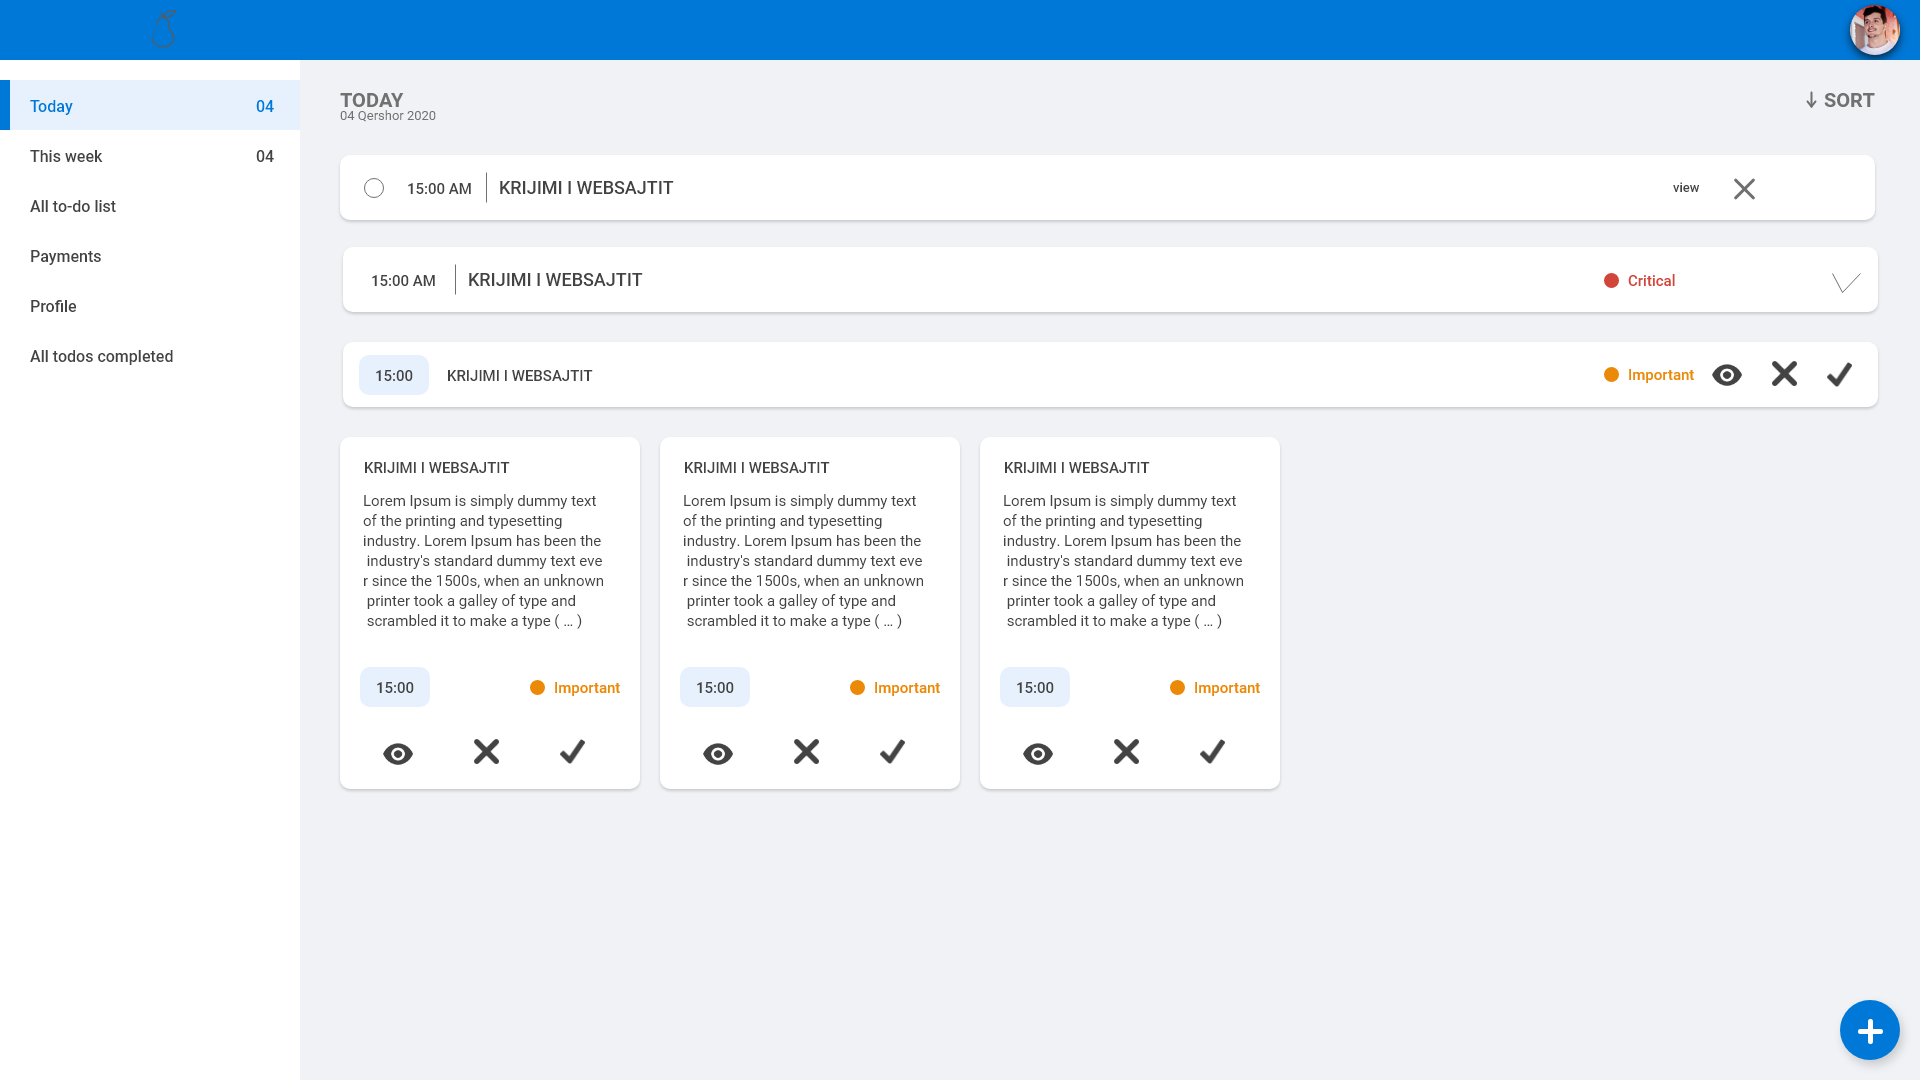 TODAY
04 Qershor 2020
SORT
Today 04
This week 04
All to-do list
Payments
Profile
All todos completed
15:00 AM KRIJIMI I WEBSAJTIT view
15:00 AM KRIJIMI I WEBSAJTIT Critical
15:00 KRIJIMI I WEBSAJTIT Important
KRIJIMI I WEBSAJTIT
Lorem Ipsum is simply dummy text
of the printing and typesetting
industry. Lorem Ipsum has been the
industry's standard dummy text eve
r since the 1500s, when an unknown
printer took a galley of type and
scrambled it to make a type ( ... )
15:00 Important
KRIJIMI I WEBSAJTIT
Lorem Ipsum is simply dummy text
of the printing and typesetting
industry. Lorem Ipsum has been the
industry's standard dummy text eve
r since the 1500s, when an unknown
printer took a galley of type and
scrambled it to make a type ( ... )
15:00 Important
KRIJIMI I WEBSAJTIT
Lorem Ipsum is simply dummy text
of the printing and typesetting
industry. Lorem Ipsum has been the
industry's standard dummy text eve
r since the 1500s, when an unknown
printer took a galley of type and
scrambled it to make a type ( ... )
15:00 Important